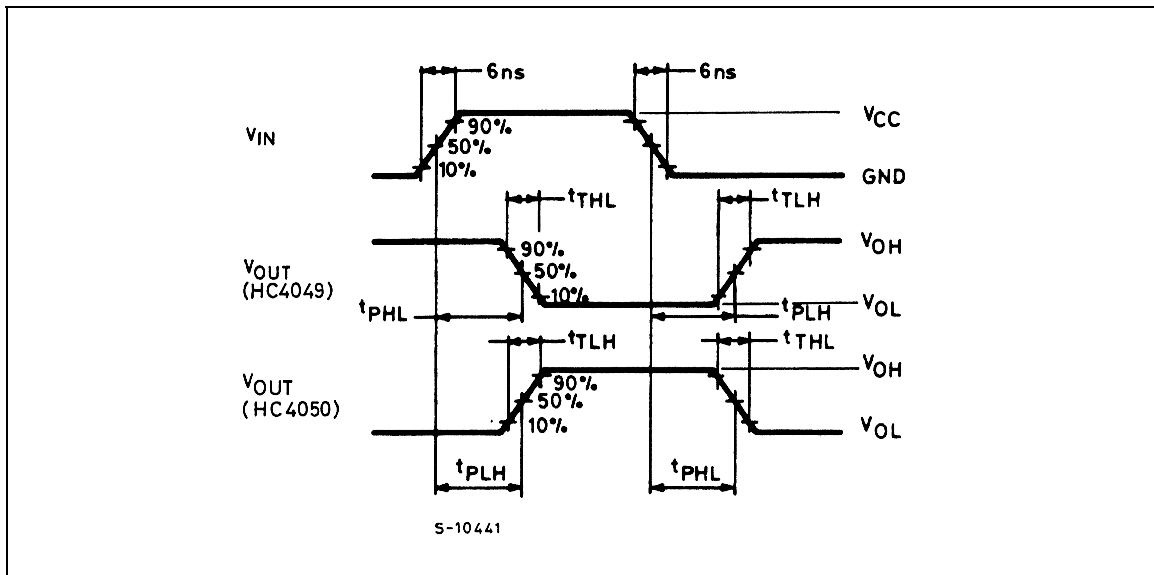 6ns 6ns
VIN
90%
50%
10%
VCC
GND
tTHL tTLH
VOUT
(HC4049)
90%
50%
10%
VOH
VOL
tPHL tPLH
tTLH tTHL
VOUT
(HC4050)
90%
50%
10%
VOH
VOL
tPLH tPHL
S-10441